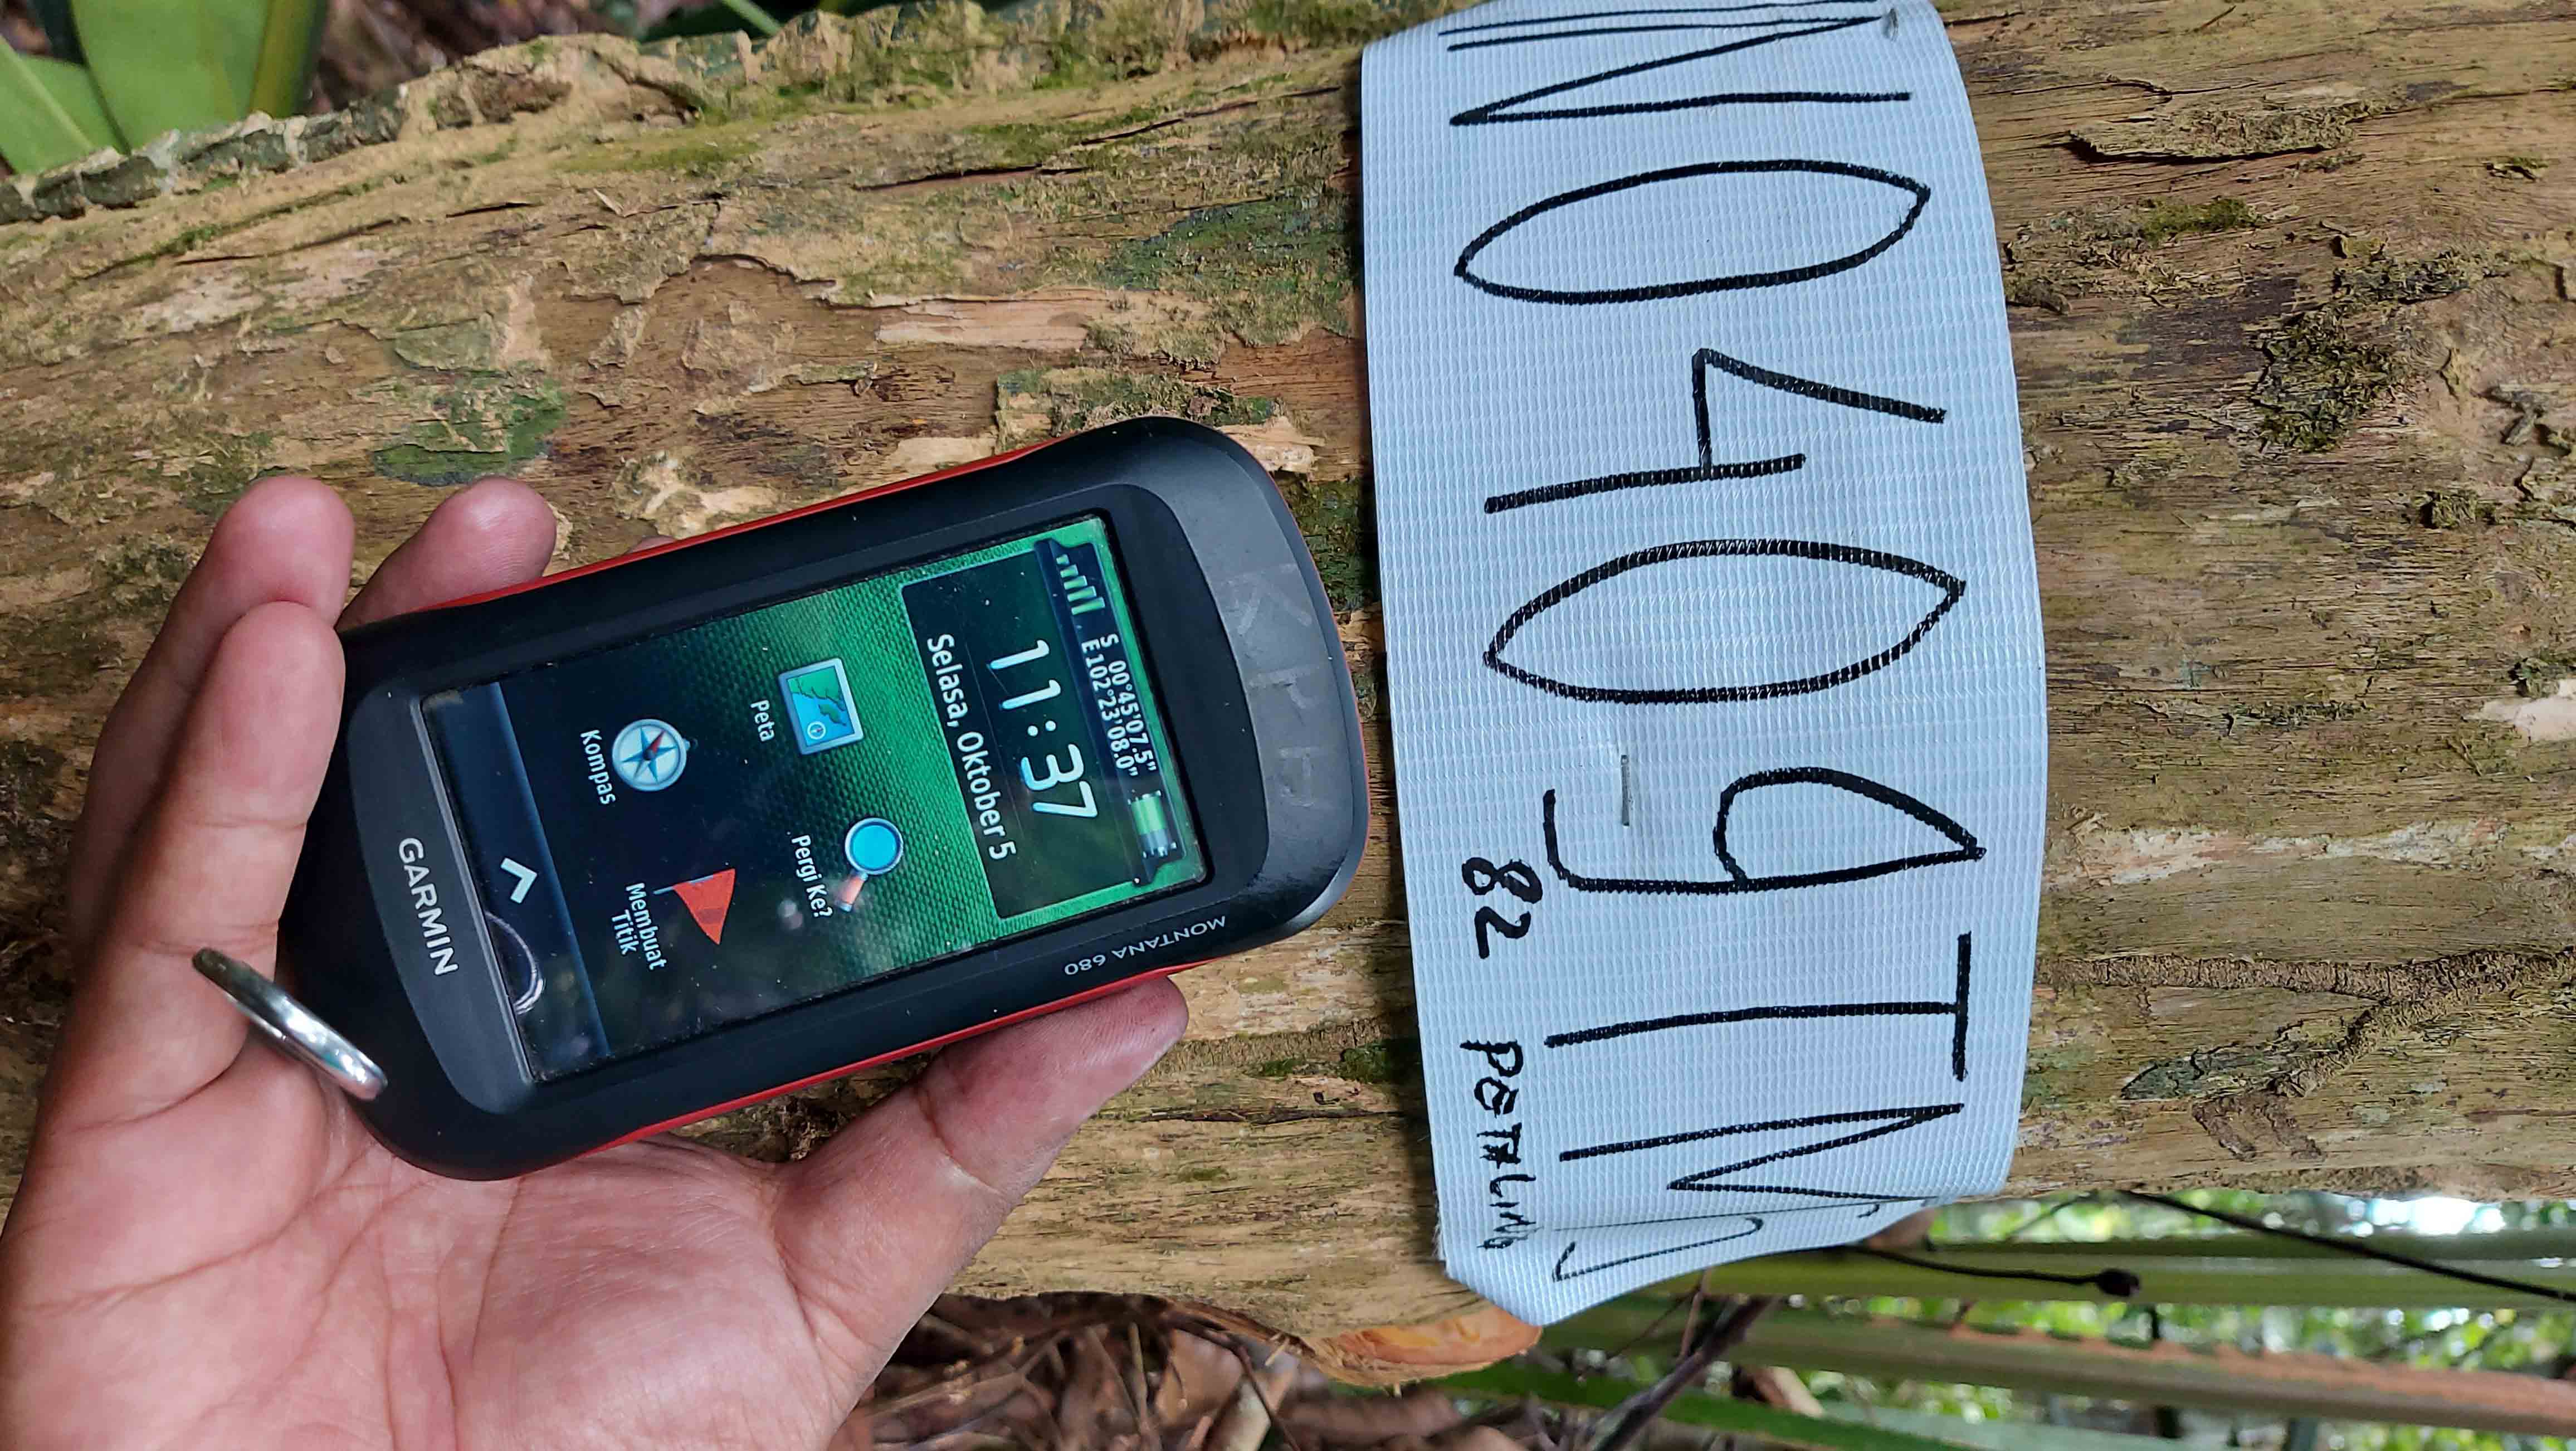 NO409TM
82 PETALING
KPH
MONTANA 680
S 00°45'07.5"
E102°23'08.0"
11:37
Selasa, Oktober 5
Peta
Pergi Ke?
Kompas
Membuat
Titik
GARMIN